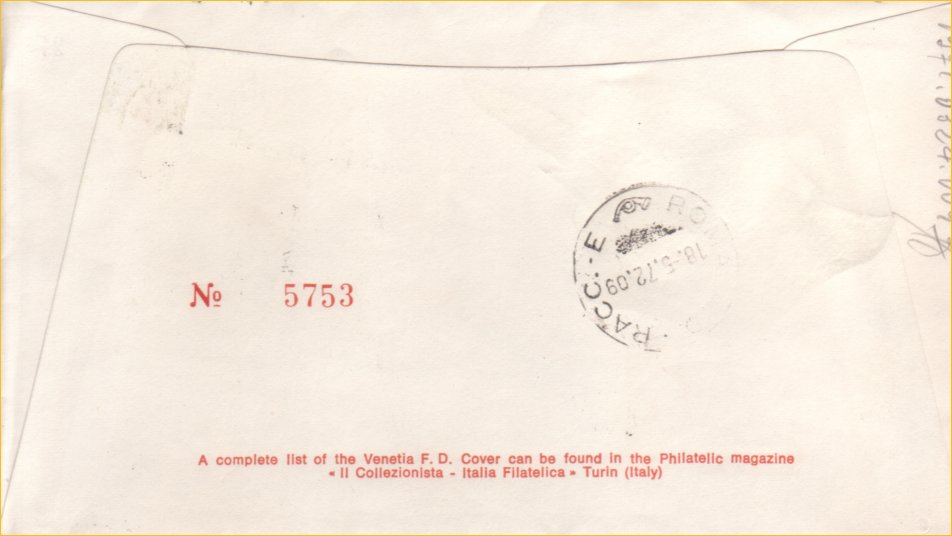 № 5753
ROM
RACC.-E
18.-5.72.09
A complete list of the Venetia F. D. Cover can be found in the Philatelic magazine
« Il Collezionista - Italia Filatelica » Turin (Italy)